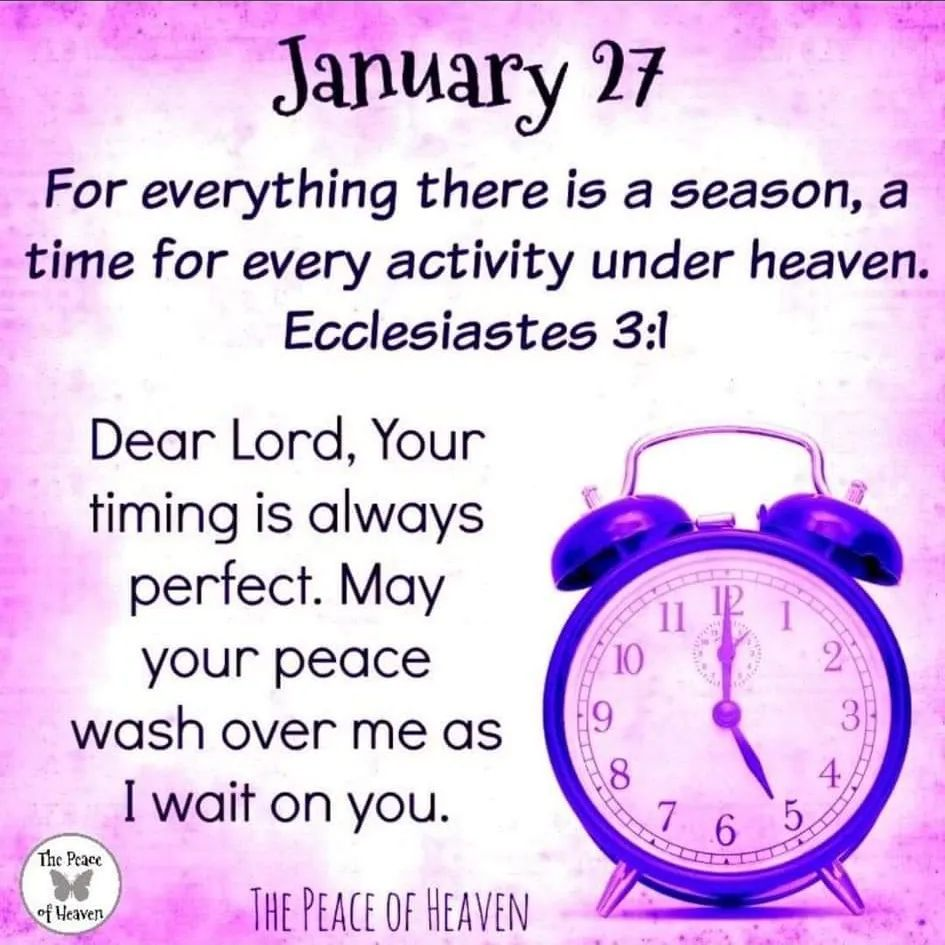 January 27
For everything there is a season, a
time for every activity under heaven.
Ecclesiastes 3:1
Dear Lord, Your
timing is always
perfect. May
your peace
wash over me as
I wait on you.
11 12 1
10 2
9 3
8 4
7 6 5
The Peace
of Heaven
THE PEACE OF HEAVEN